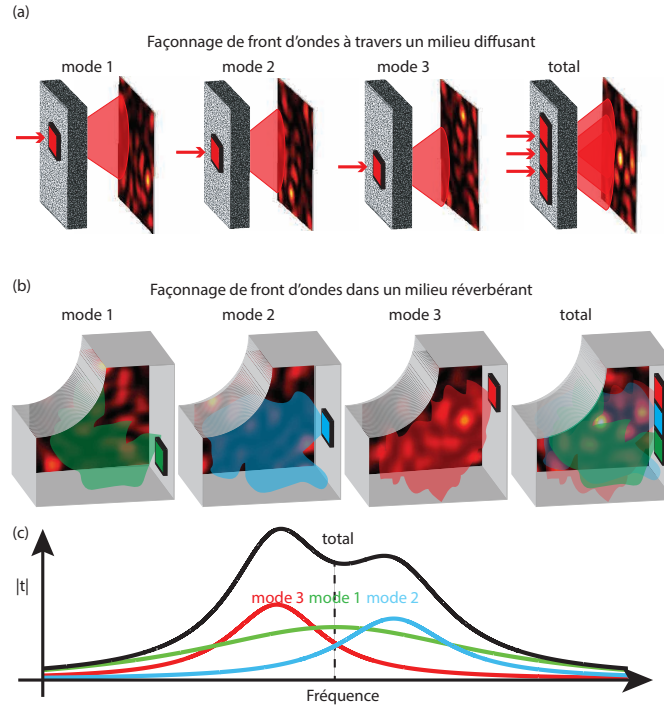 (a)
Façonnage de front d'ondes à travers un milieu diffusant
mode 1 mode 2 mode 3 total
(b)
Façonnage de front d'ondes dans un milieu réverbérant
mode 1 mode 2 mode 3 total
(c)
total
|t|
mode 3 mode 1 mode 2
Fréquence